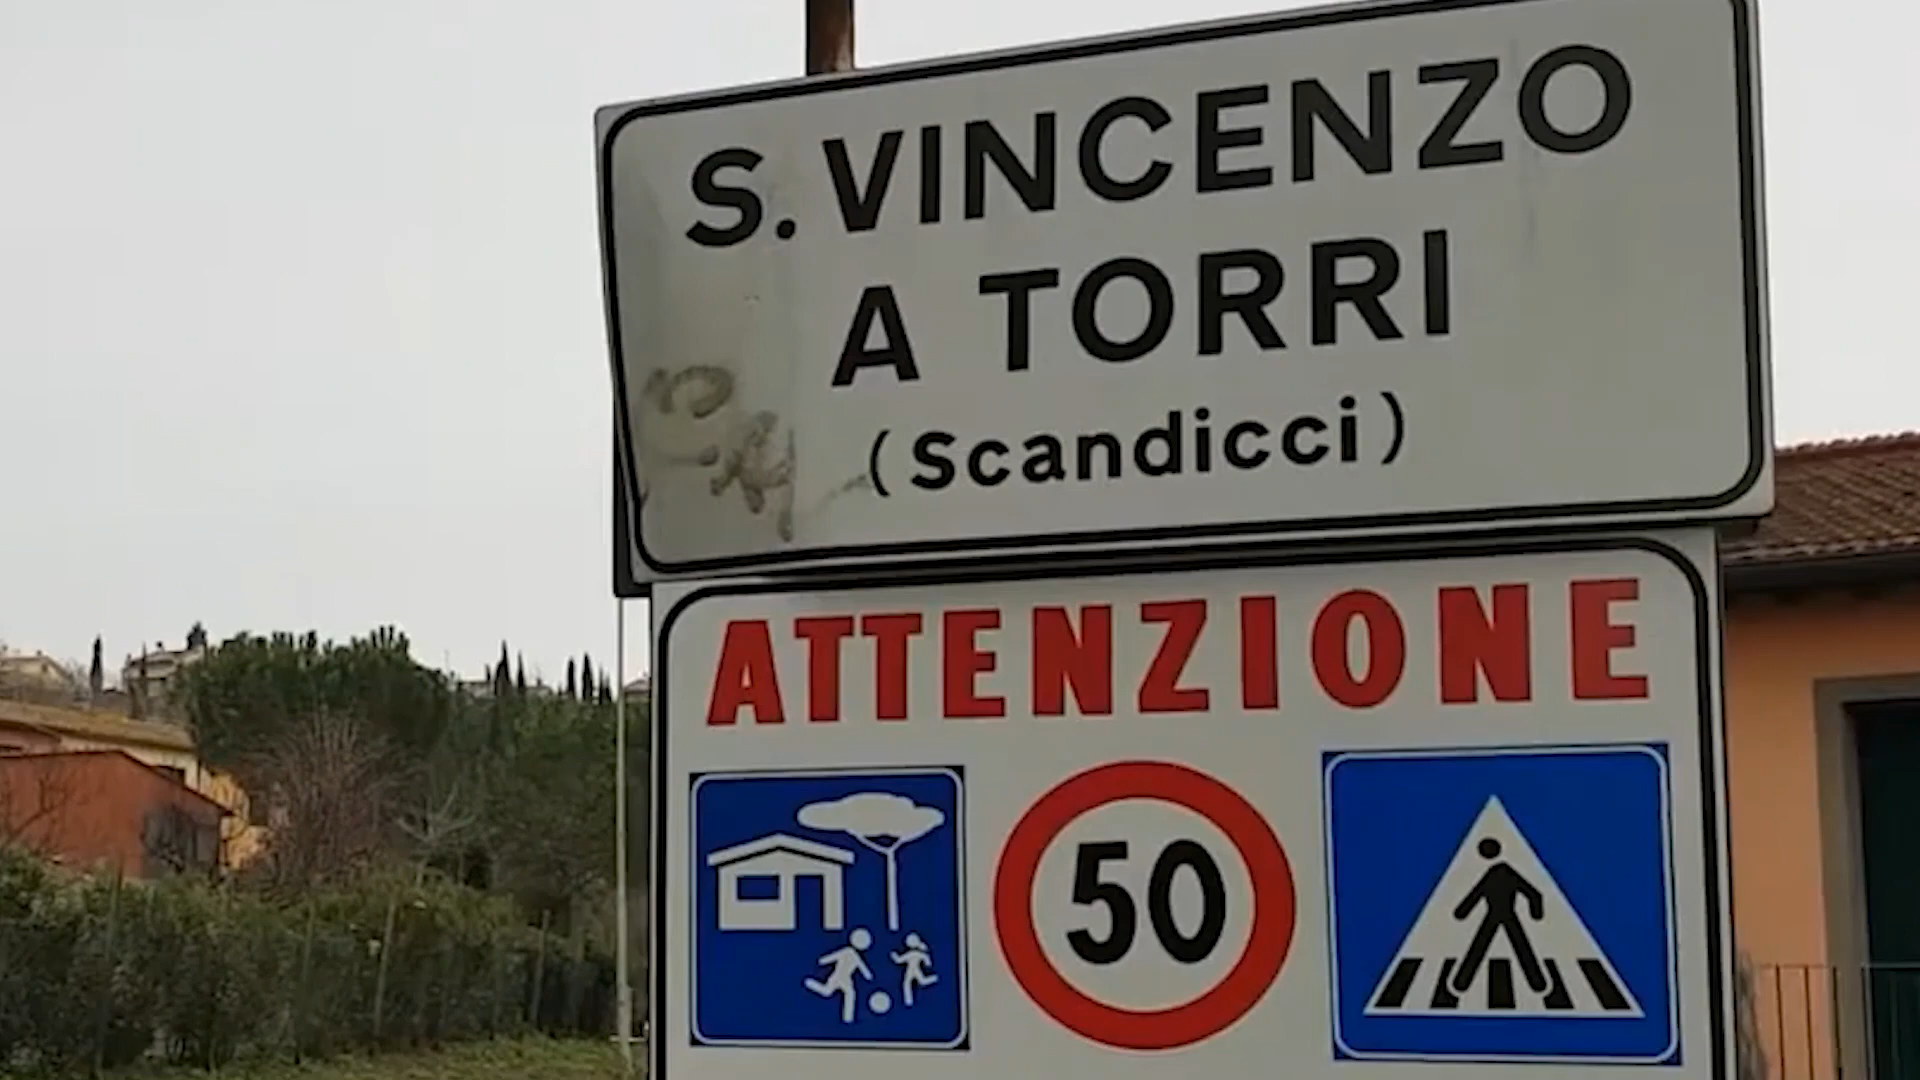 S. VINCENZO
A TORRI
(Scandicci)
ATTENZIONE
50